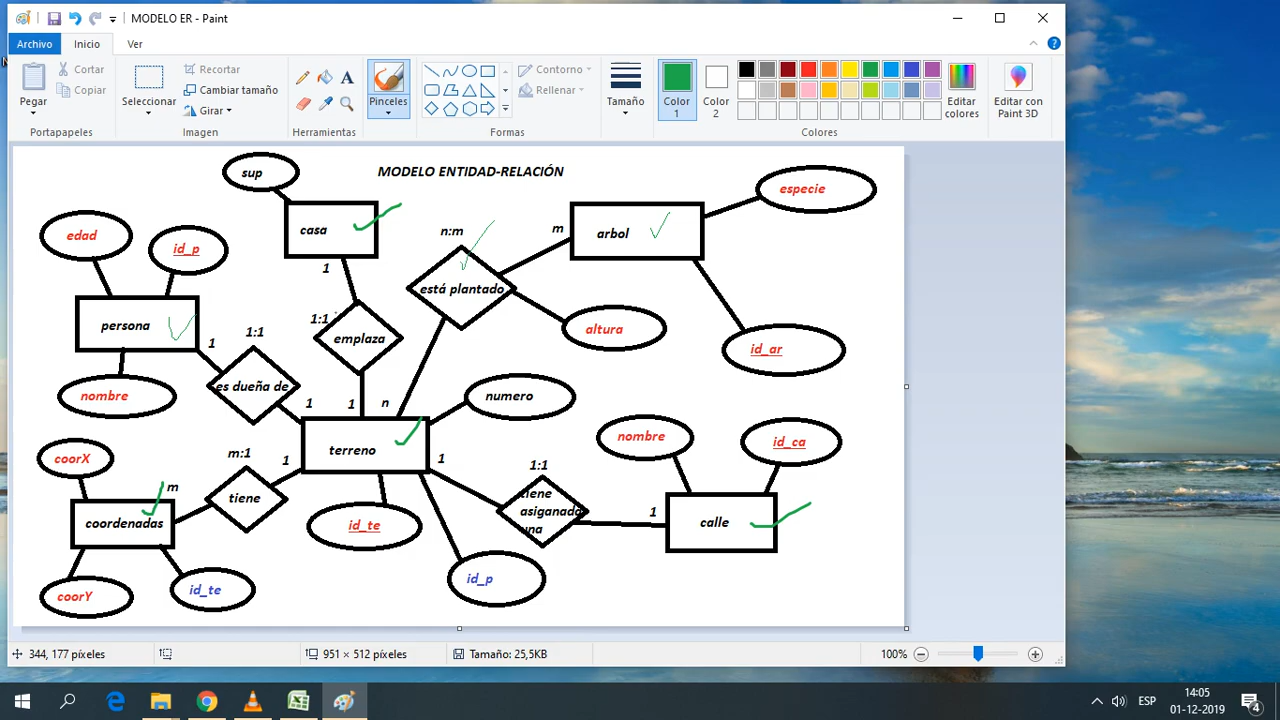 MODELO ER - Paint
Archivo
Inicio
Ver
Pegar
Cortar
Copiar
Portapapeles
Seleccionar
Recortar
Cambiar tamaño
Girar
Imagen
Herramientas
Pinceles
Formas
Contorno
Rellenar
Tamaño
Color 1
Color 2
Editar colores
Colores
Editar con Paint 3D
MODELO ENTIDAD-RELACIÓN
sup
especie
casa
n:m
m
arbol
edad
id_p
1
está plantado
persona
1
1:1
1:1
emplaza
altura
id_ar
nombre
es dueña de
1
1
n
numero
terreno
coorX
m:1
1
1
nombre
id_ca
1:1
m
tiene
coordenadas
id_te
tiene
asiganada
una
1
calle
coorY
id_te
id_p
344, 177 píxeles
951 × 512 píxeles
Tamaño: 25,5KB
100%
ESP
14:05
01-12-2019
4